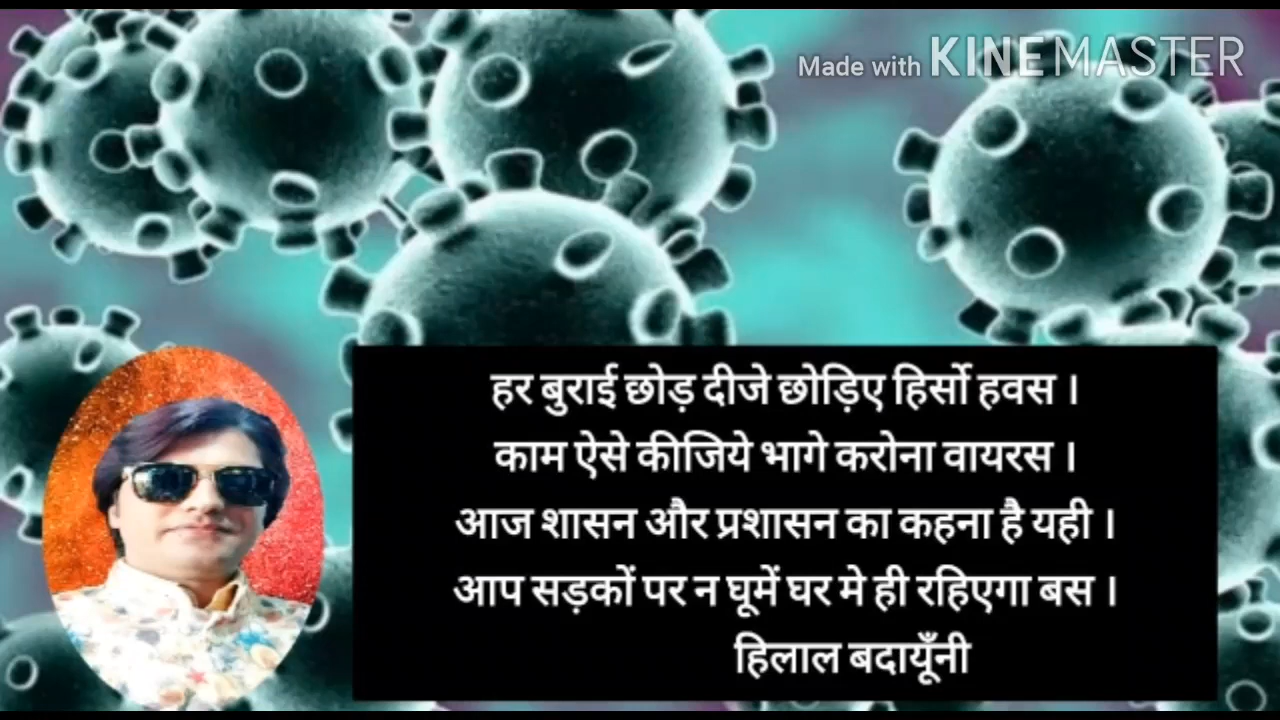 Made with KINEMASTER
हर बुराई छोड़ दीजे छोड़िए हिर्सो हवस ।
काम ऐसे कीजिये भागे करोना वायरस ।
आज शासन और प्रशासन का कहना है यही ।
आप सड़कों पर न घूमें घर मे ही रहिएगा बस ।
हिलाल बदायूँनी